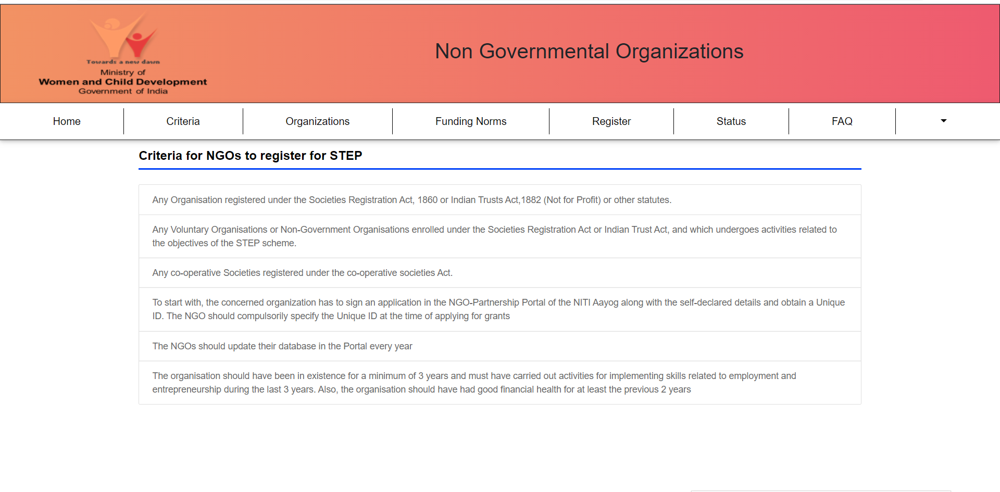 Towards a new dawn
Ministry of
Women and Child Development
Government of India
Non Governmental Organizations
Home
Criteria
Organizations
Funding Norms
Register
Status
FAQ
Criteria for NGOs to register for STEP
Any Organisation registered under the Societies Registration Act, 1860 or Indian Trusts Act,1882 (Not for Profit) or other statutes.
Any Voluntary Organisations or Non-Government Organisations enrolled under the Societies Registration Act or Indian Trust Act, and which undergoes activities related to
the objectives of the STEP scheme.
Any co-operative Societies registered under the co-operative societies Act.
To start with, the concerned organization has to sign an application in the NGO-Partnership Portal of the NITI Aayog along with the self-declared details and obtain a Unique
ID. The NGO should compulsorily specify the Unique ID at the time of applying for grants
The NGOs should update their database in the Portal every year
The organisation should have been in existence for a minimum of 3 years and must have carried out activities for implementing skills related to employment and
entrepreneurship during the last 3 years. Also, the organisation should have had good financial health for at least the previous 2 years